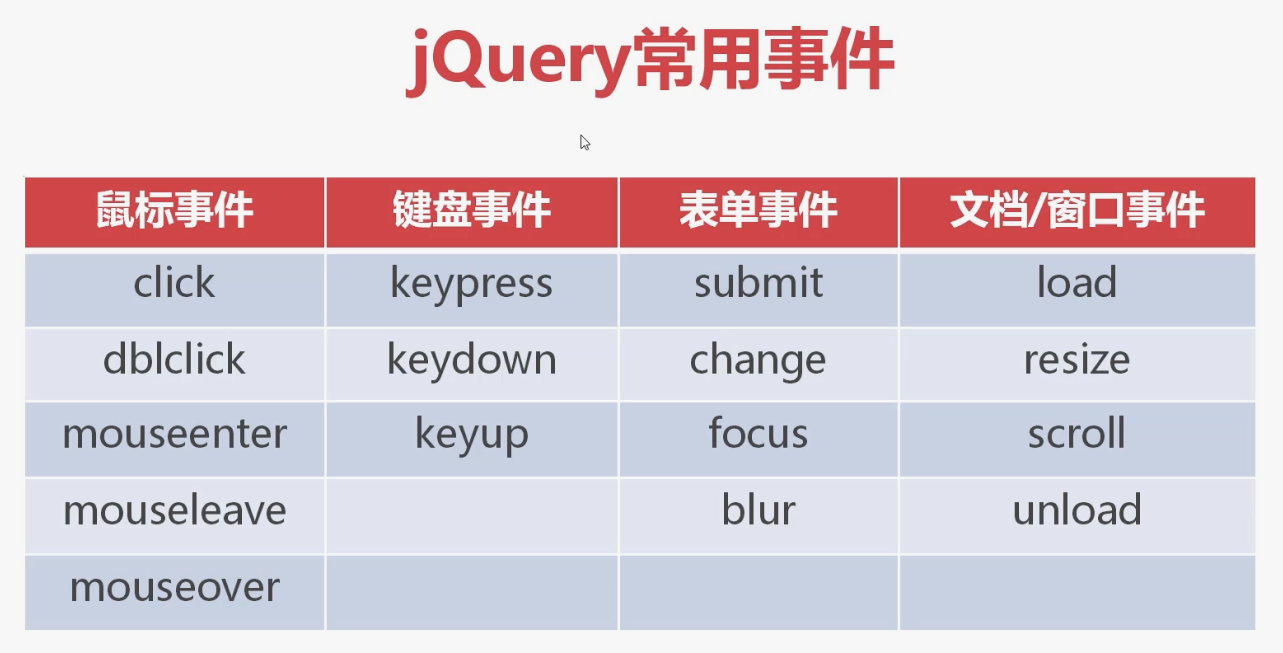 jQuery常用事件
鼠标事件 键盘事件 表单事件 文档/窗口事件
click keypress submit load
dblclick keydown change resize
mouseenter keyup focus scroll
mouseleave blur unload
mouseover